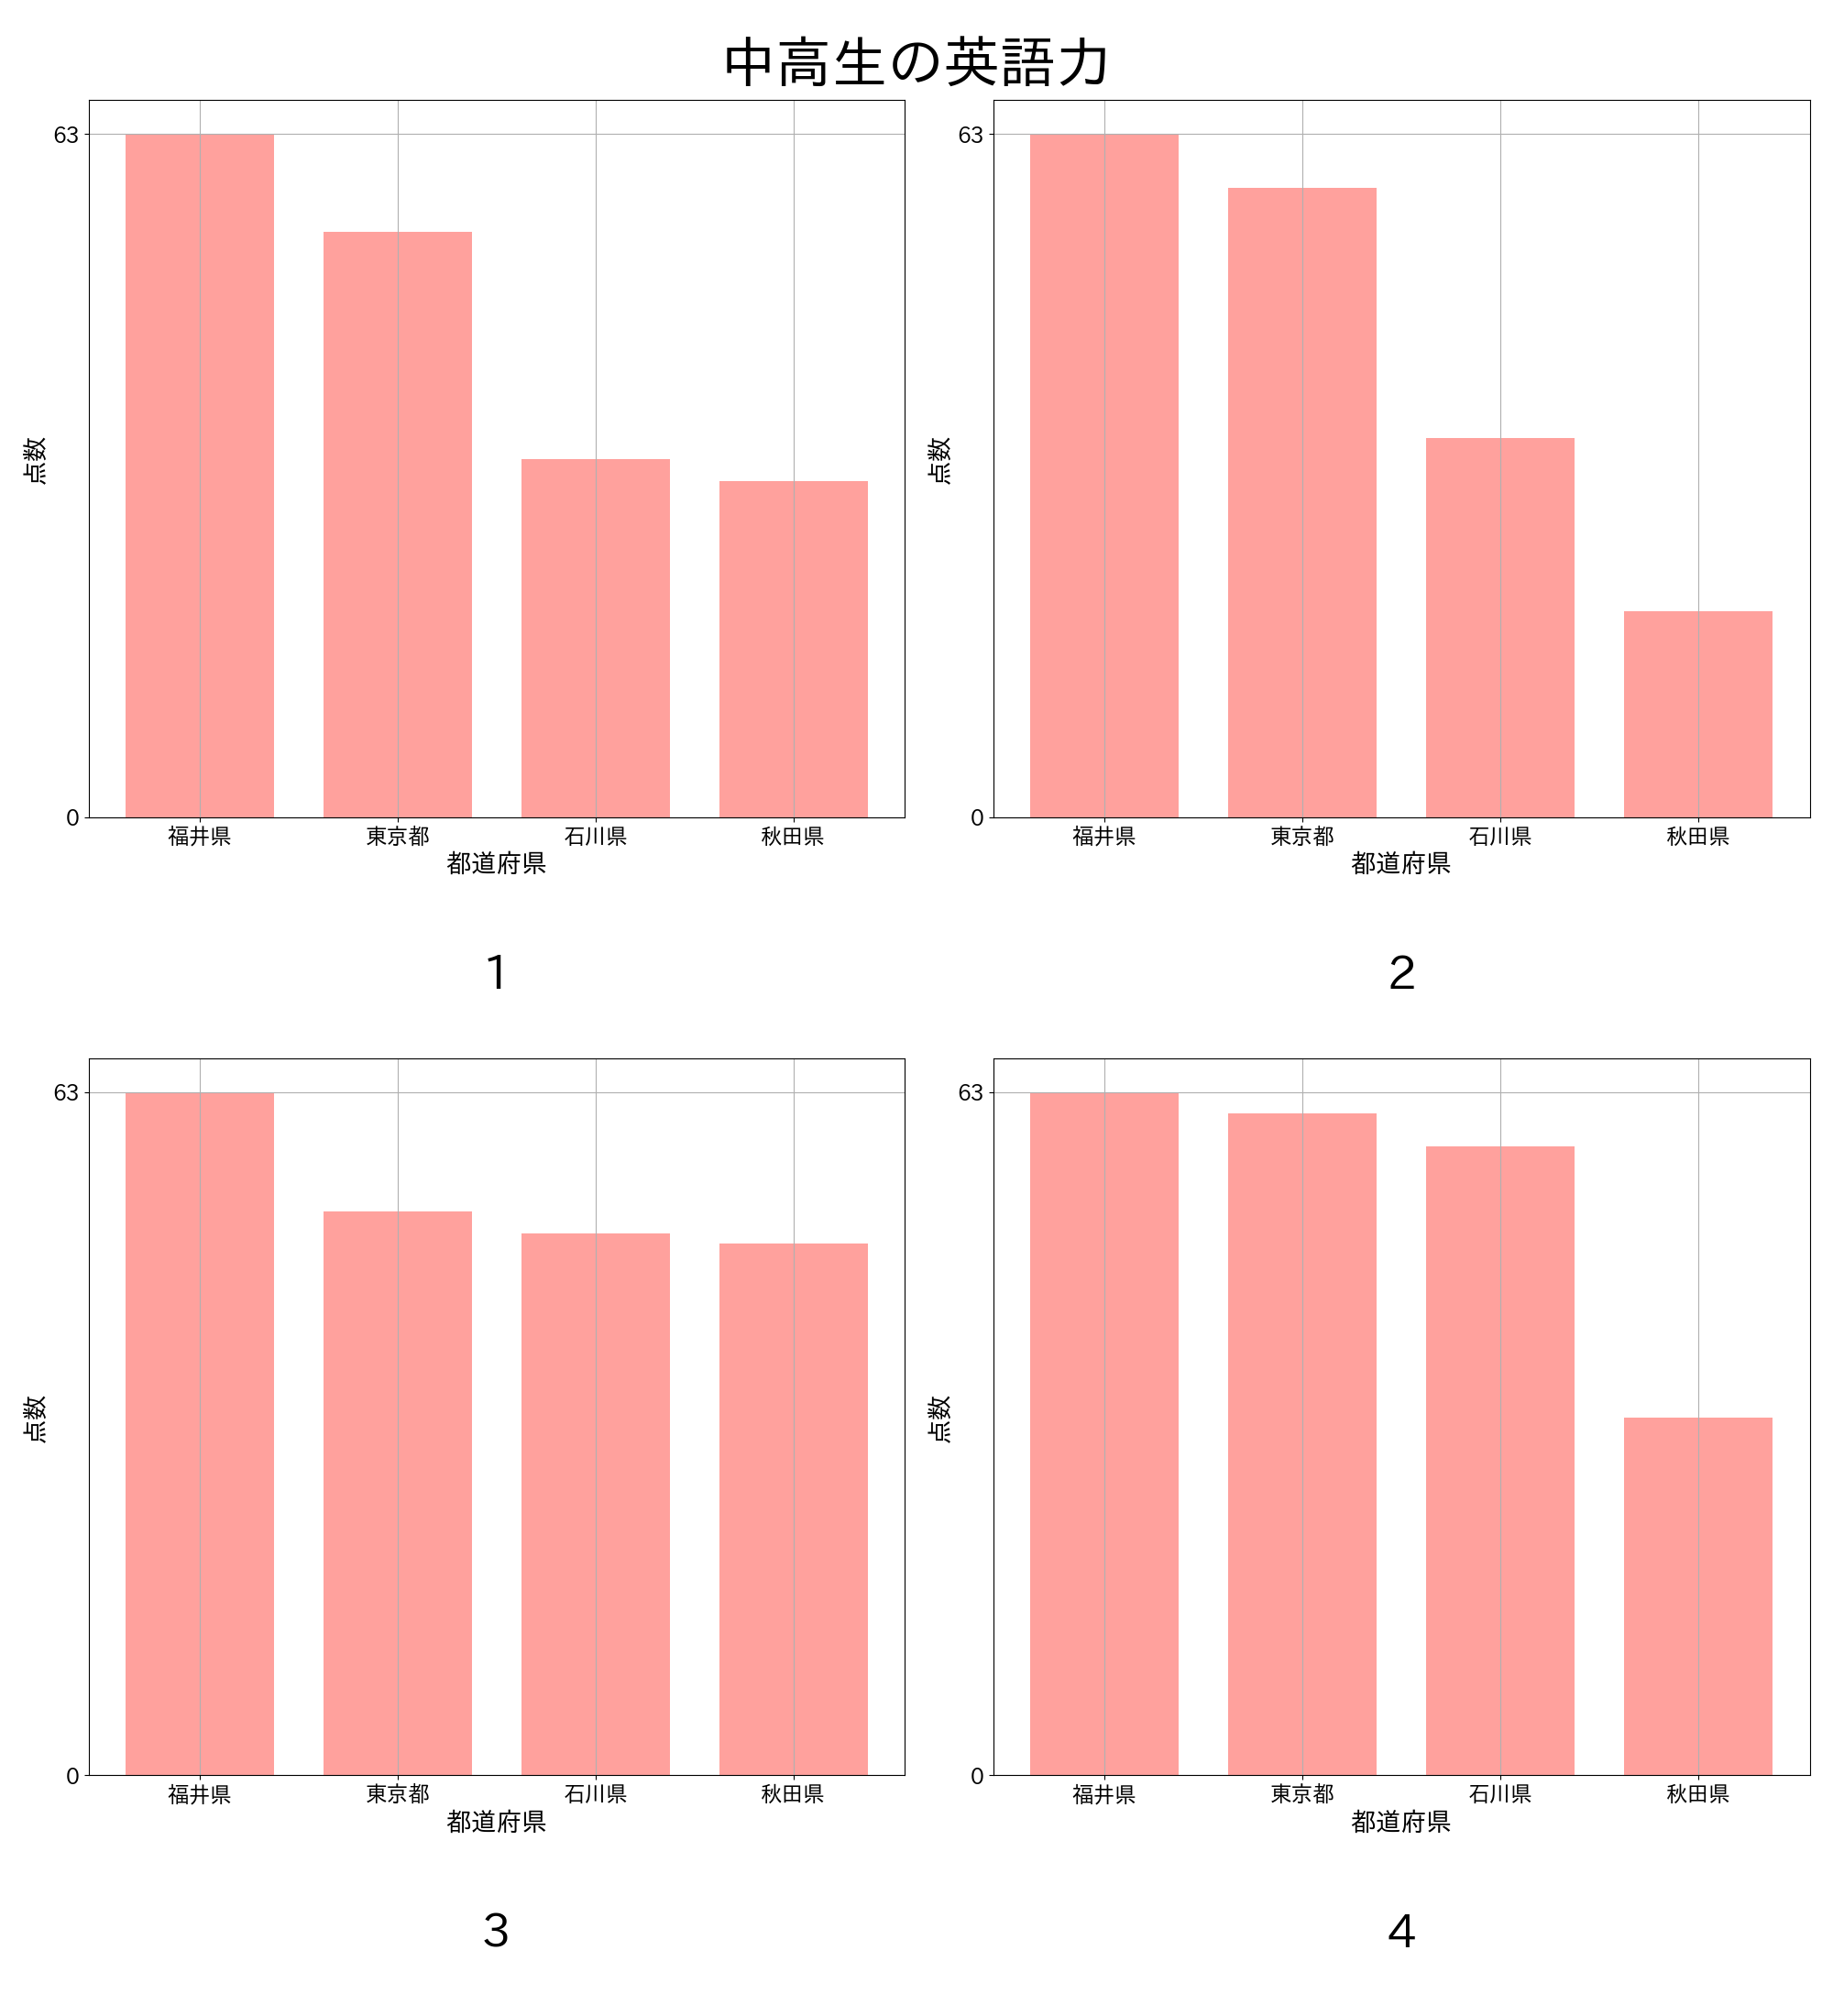 中高生の英語力
63
0
点数
福井県 東京都 石川県 秋田県
都道府県
1
63
0
点数
福井県 東京都 石川県 秋田県
都道府県
2
63
0
点数
福井県 東京都 石川県 秋田県
都道府県
3
63
0
点数
福井県 東京都 石川県 秋田県
都道府県
4